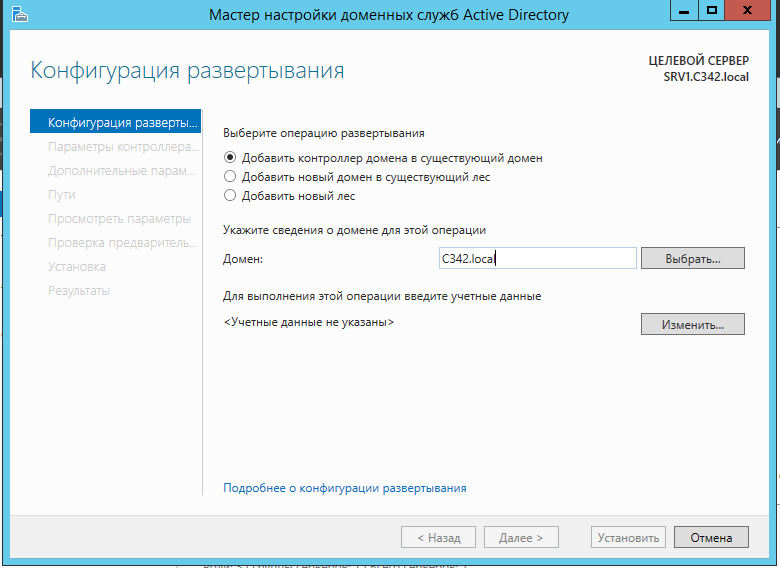 Мастер настройки доменных служб Active Directory
Конфигурация развертывания
ЦЕЛЕВОЙ СЕРВЕР
SRV1.C342.local
Конфигурация разверты...
Параметры контроллера...
Дополнительные парам...
Пути
Просмотреть параметры
Проверка предваритель...
Установка
Результаты
Выберите операцию развертывания
Добавить контроллер домена в существующий домен
Добавить новый домен в существующий лес
Добавить новый лес
Укажите сведения о домене для этой операции
Домен:
C342.local
Выбрать...
Для выполнения этой операции введите учетные данные
<Учетные данные не указаны>
Изменить...
Подробнее о конфигурации развертывания
< Назад
Далее >
Установить
Отмена